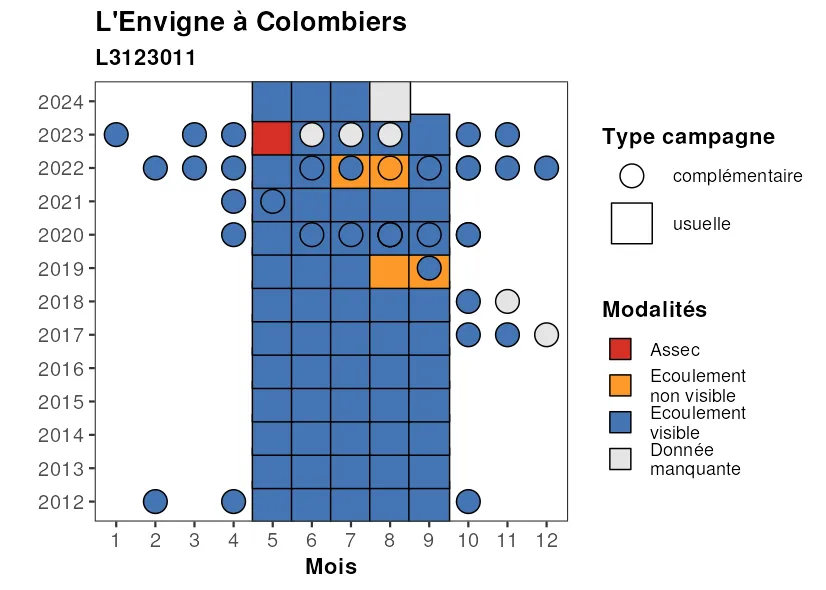 L'Envigne à Colombiers
L3123011
2024
2023
2022
2021
2020
2019
2018
2017
2016
2015
2014
2013
2012
1 2 3 4 5 6 7 8 9 10 11 12
Mois
Type campagne
complémentaire
usuelle
Modalités
Assec
Ecoulement
non visible
Ecoulement
visible
Donnée
manquante